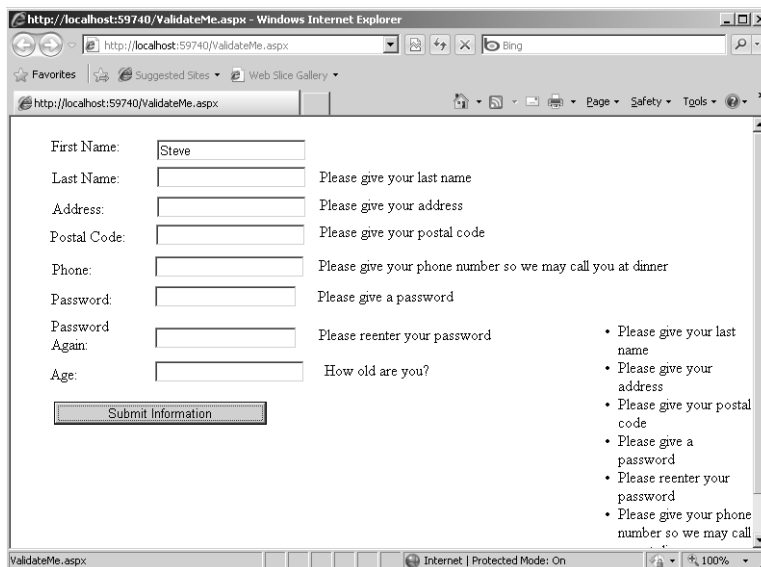 http://localhost:59740/ValidateMe.aspx - Windows Internet Explorer
http://localhost:59740/ValidateMe.aspx
Bing
Favorites
Suggested Sites
Web Slice Gallery
http://localhost:59740/ValidateMe.aspx
Page
Safety
Tools
First Name:
Steve
Last Name:
Please give your last name
Address:
Please give your address
Postal Code:
Please give your postal code
Phone:
Please give your phone number so we may call you at dinner
Password:
Please give a password
Password
Again:
Please reenter your password
Age:
How old are you?
Submit Information
• Please give your last
name
• Please give your
address
• Please give your postal
code
• Please give a
password
• Please reenter your
password
• Please give your phone
number so we may call
ValidateMe.aspx
Internet | Protected Mode: On
100%